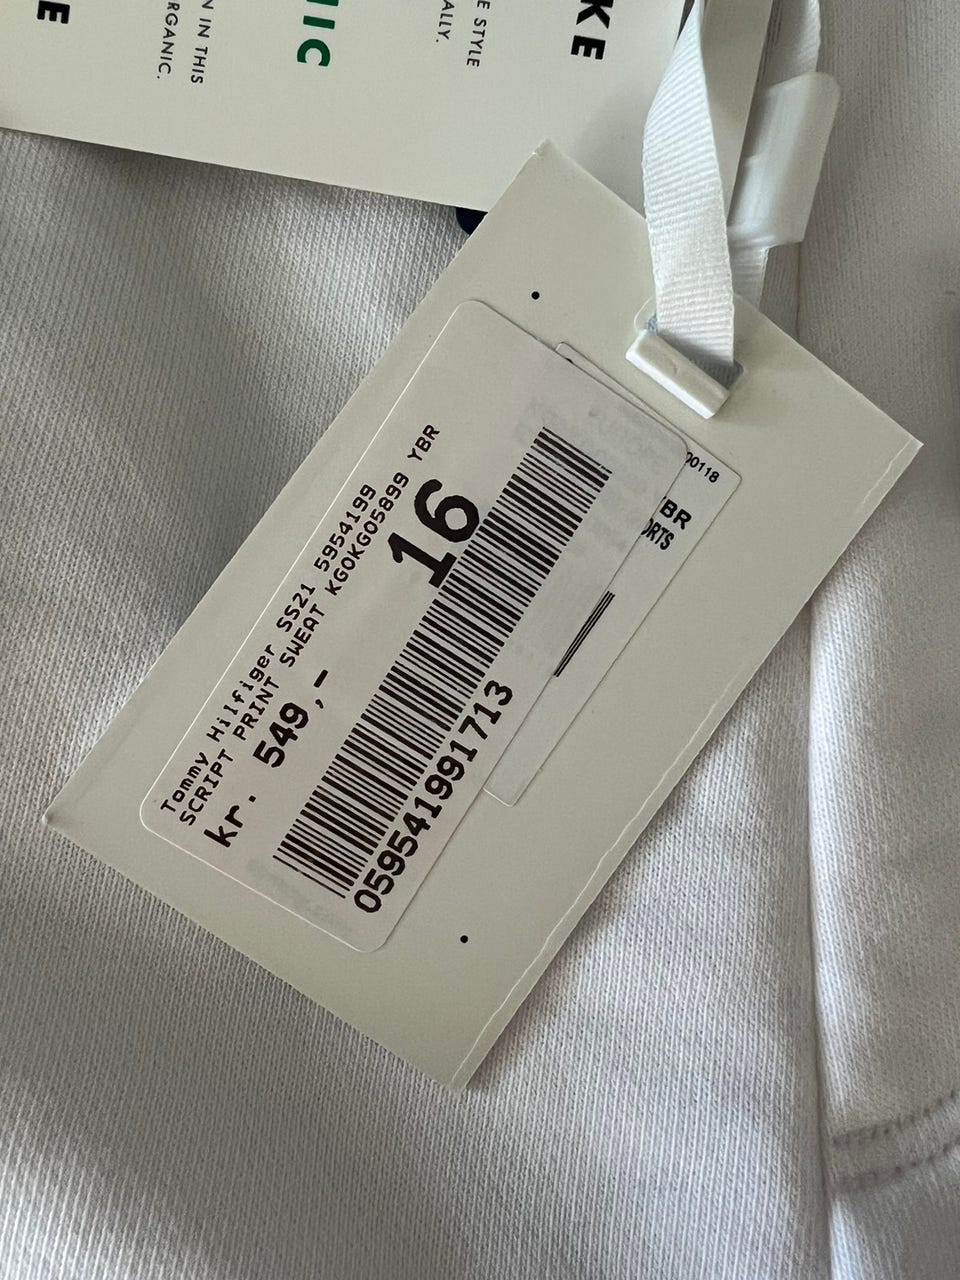 E
N IN THIS
RGANIC.
IIC
E STYLE
ALLY.
KE
Tommy Hilfiger SS21 5954199
SCRIPT PRINT SWEAT KG0KG05899 YBR
kr. 549,-
16
0595419991713
00118
YBR
ORTS